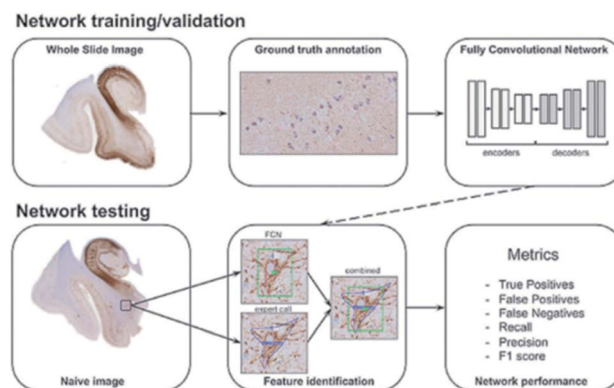 Network training/validation
Whole Slide Image
Ground truth annotation
Fully Convolutional Network
encoders
decoders
Network testing
FCN
expert call
combined
Metrics
- True Positives
- False Positives
- False Negatives
- Recall
- Precision
- F1 score
Naive image
Feature identification
Network performance